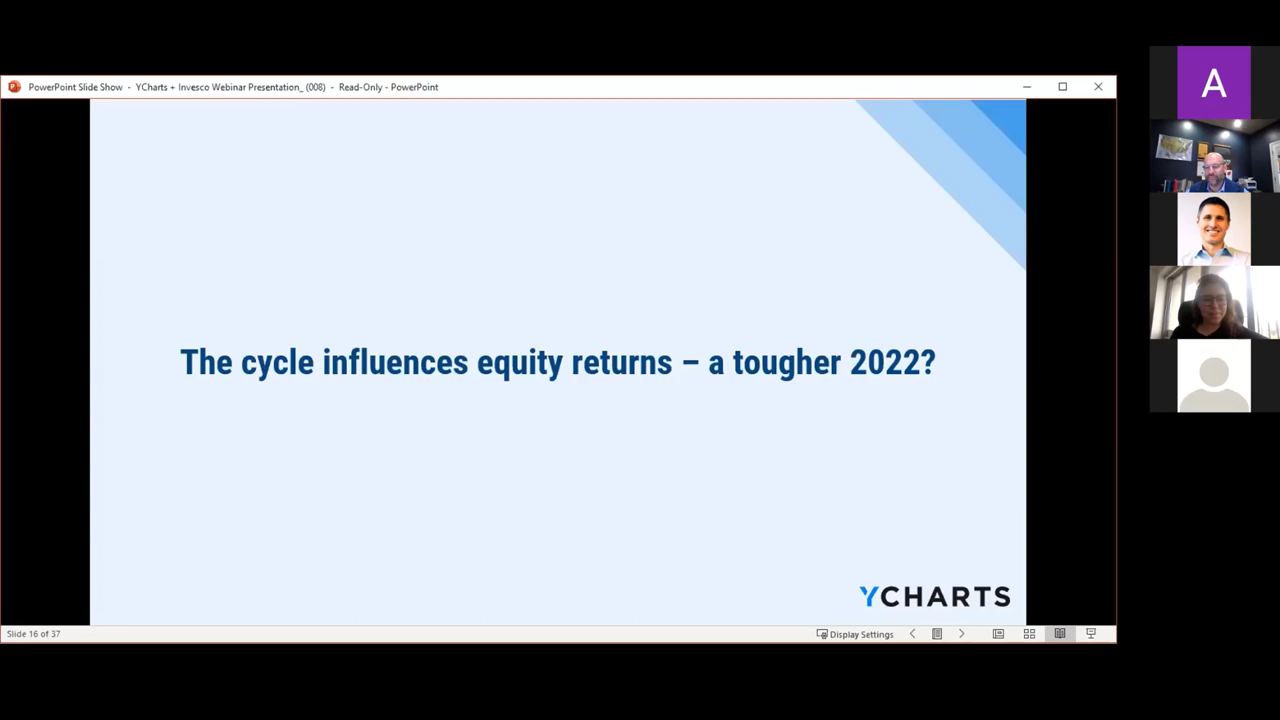 PowerPoint Slide Show - YCharts + Invesco Webinar Presentation_ (008) - Read-Only - PowerPoint
A
The cycle influences equity returns – a tougher 2022?
YCHARTS
Slide 16 of 37
Display Settings